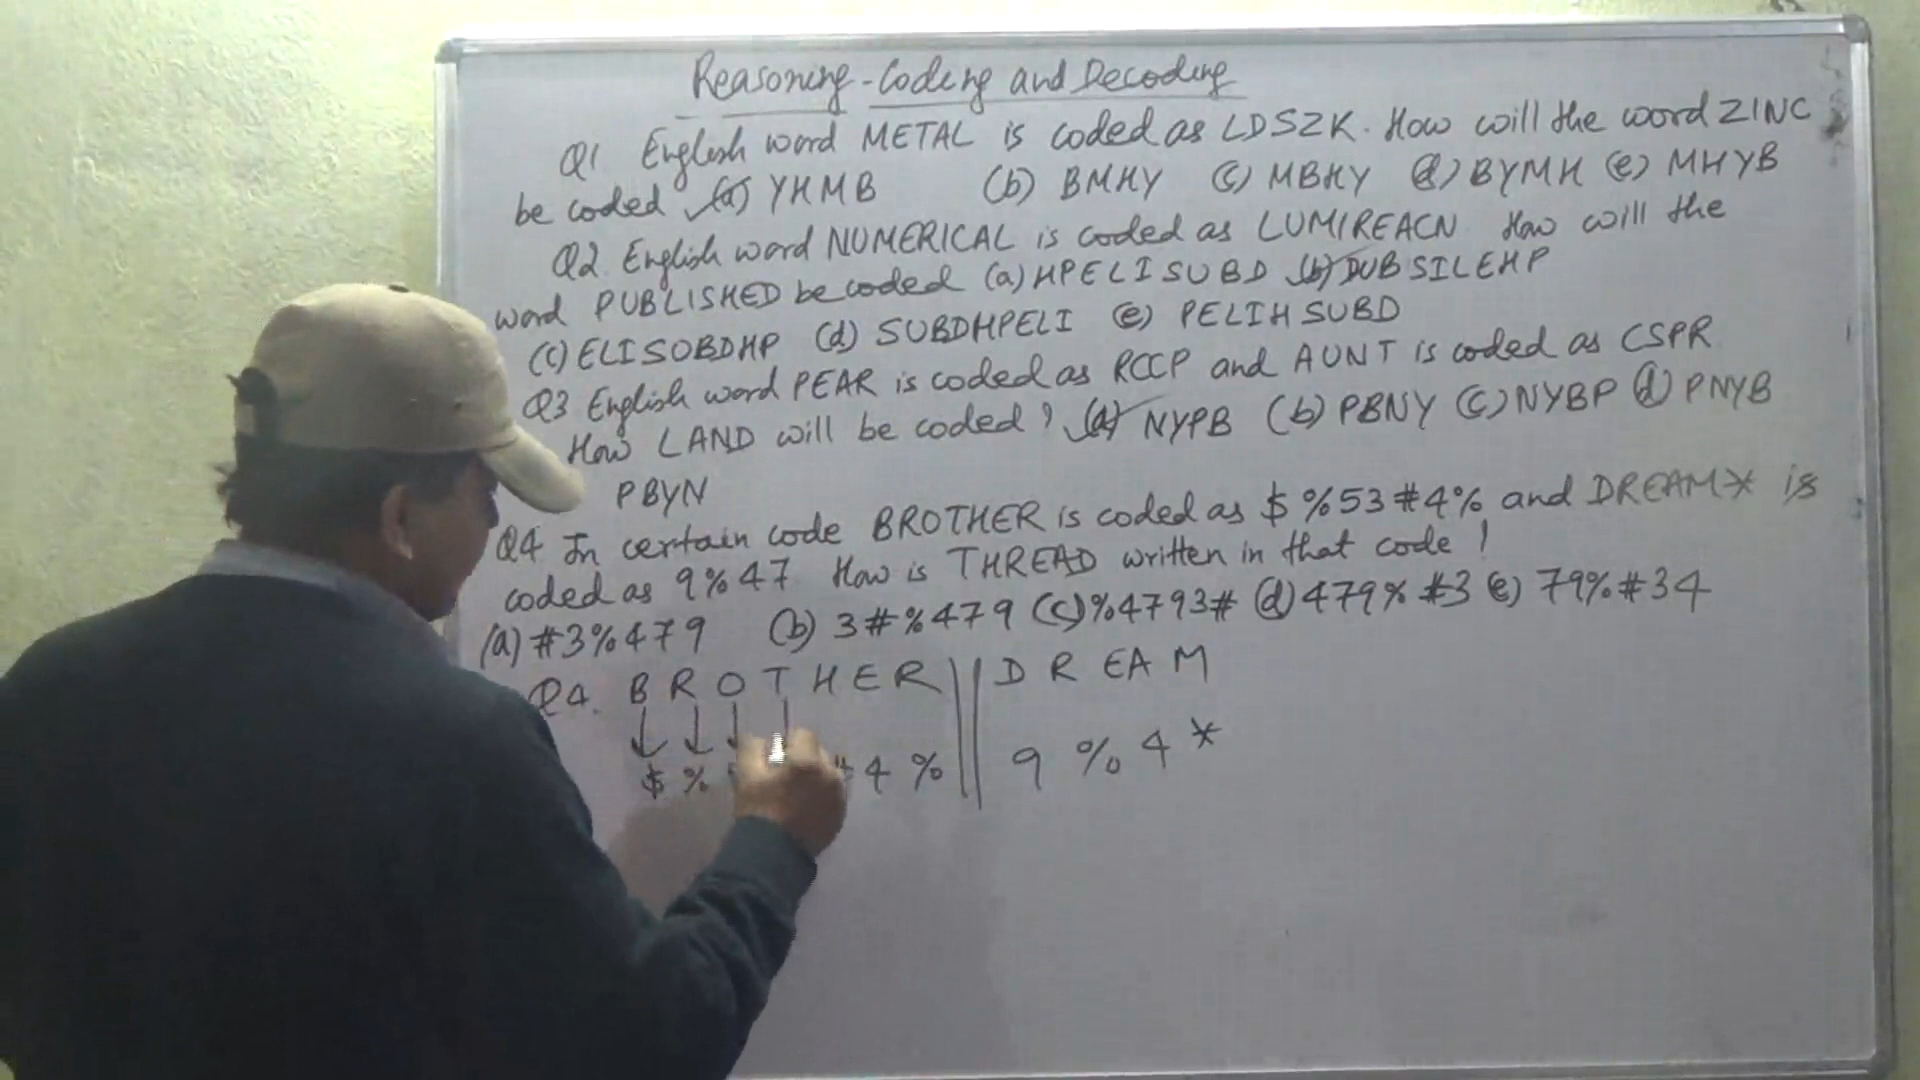 Reasoning - Coding and Decoding
Q1 English word METAL is coded as LDSZK. How will the word ZINC
be coded (a) YHMB (b) BMHY (c) MBHY (d) BYMH (e) MHYB
Q2. English word NUMERICAL is coded as LUMIREACN. How will the
word PUBLISHED be coded (a) HPELISUBD (b) DUBSILEHP
(c) ELISOBDHP (d) SUBDHPELI (e) PELIHSUBD
Q3 English word PEAR is coded as RCCP and AUNT is coded as CSPR.
How LAND will be coded? (a) NYPB (b) PBNY (c) NYBP (d) PNYB
PBYN
Q4 In certain code BROTHER is coded as $%53#4% and DREAM* is
coded as 9%47. How is THREAD written in that code!
(a) #3%479 (b) 3#%479 (c) %4793# (d) 479%#3 (e) 79%#34
Q4. B R O T H E R || D R E A M
$ % # 4 % 9 % 4 *